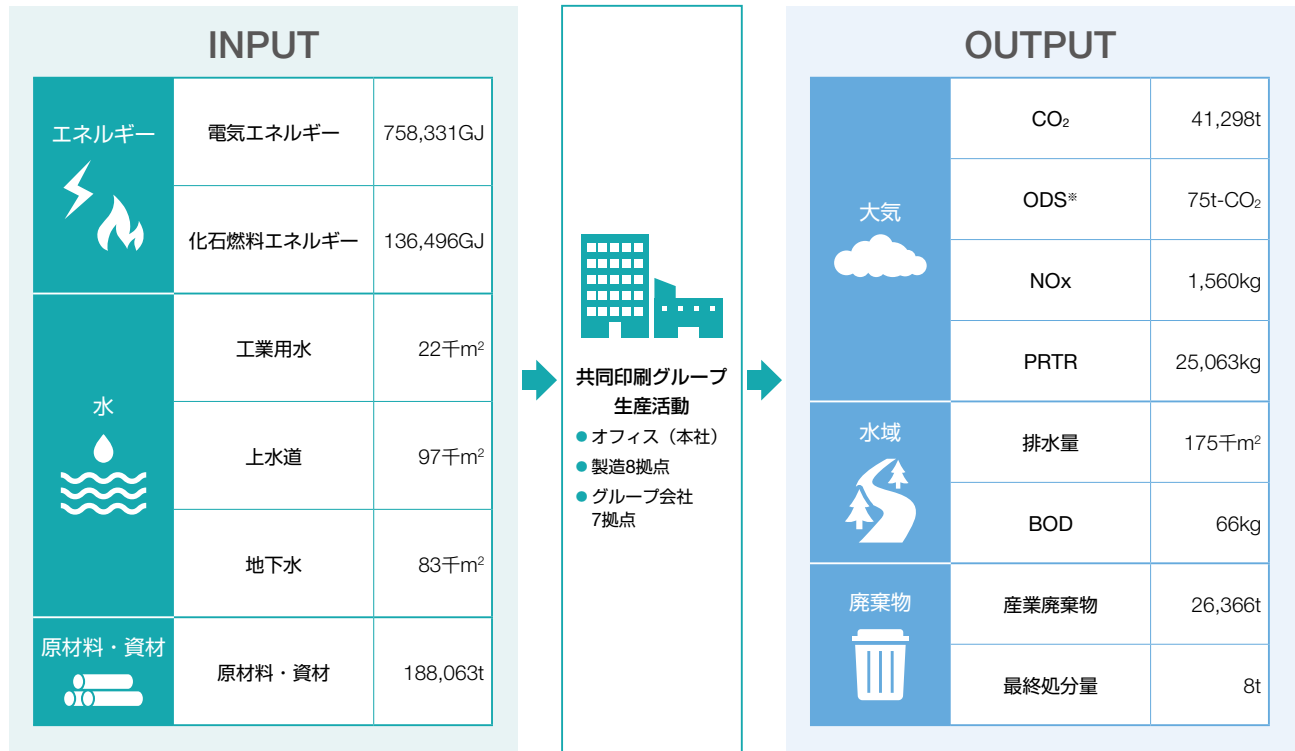 INPUT
エネルギー
電気エネルギー 758,331GJ
化石燃料エネルギー 136,496GJ
水
工業用水 22千m²
上水道 97千m²
地下水 83千m²
原材料・資材
原材料・資材 188,063t
共同印刷グループ
生産活動
●オフィス（本社）
●製造8拠点
●グループ会社
7拠点
OUTPUT
大気
CO₂ 41,298t
ODS※ 75t-CO₂
NOx 1,560kg
PRTR 25,063kg
水域
排水量 175千m²
BOD 66kg
廃棄物
産業廃棄物 26,366t
最終処分量 8t